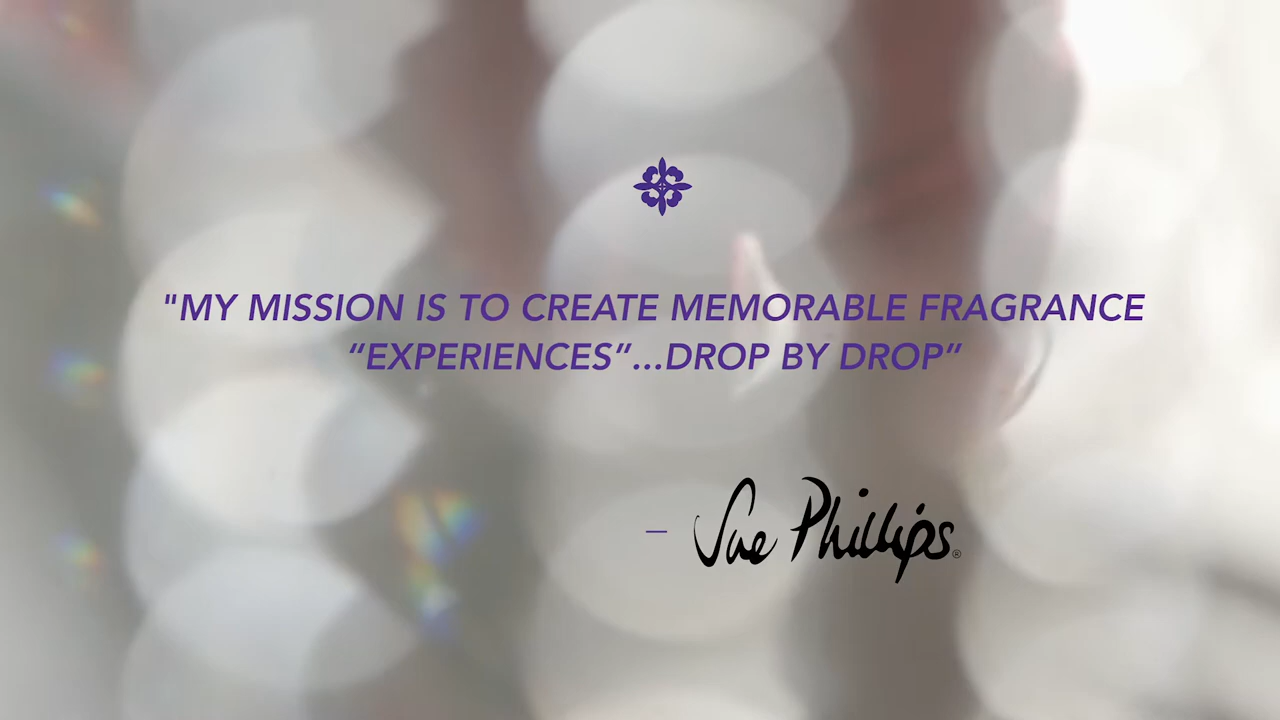 "MY MISSION IS TO CREATE MEMORABLE FRAGRANCE
“EXPERIENCES”...DROP BY DROP”
– Sue Phillips®